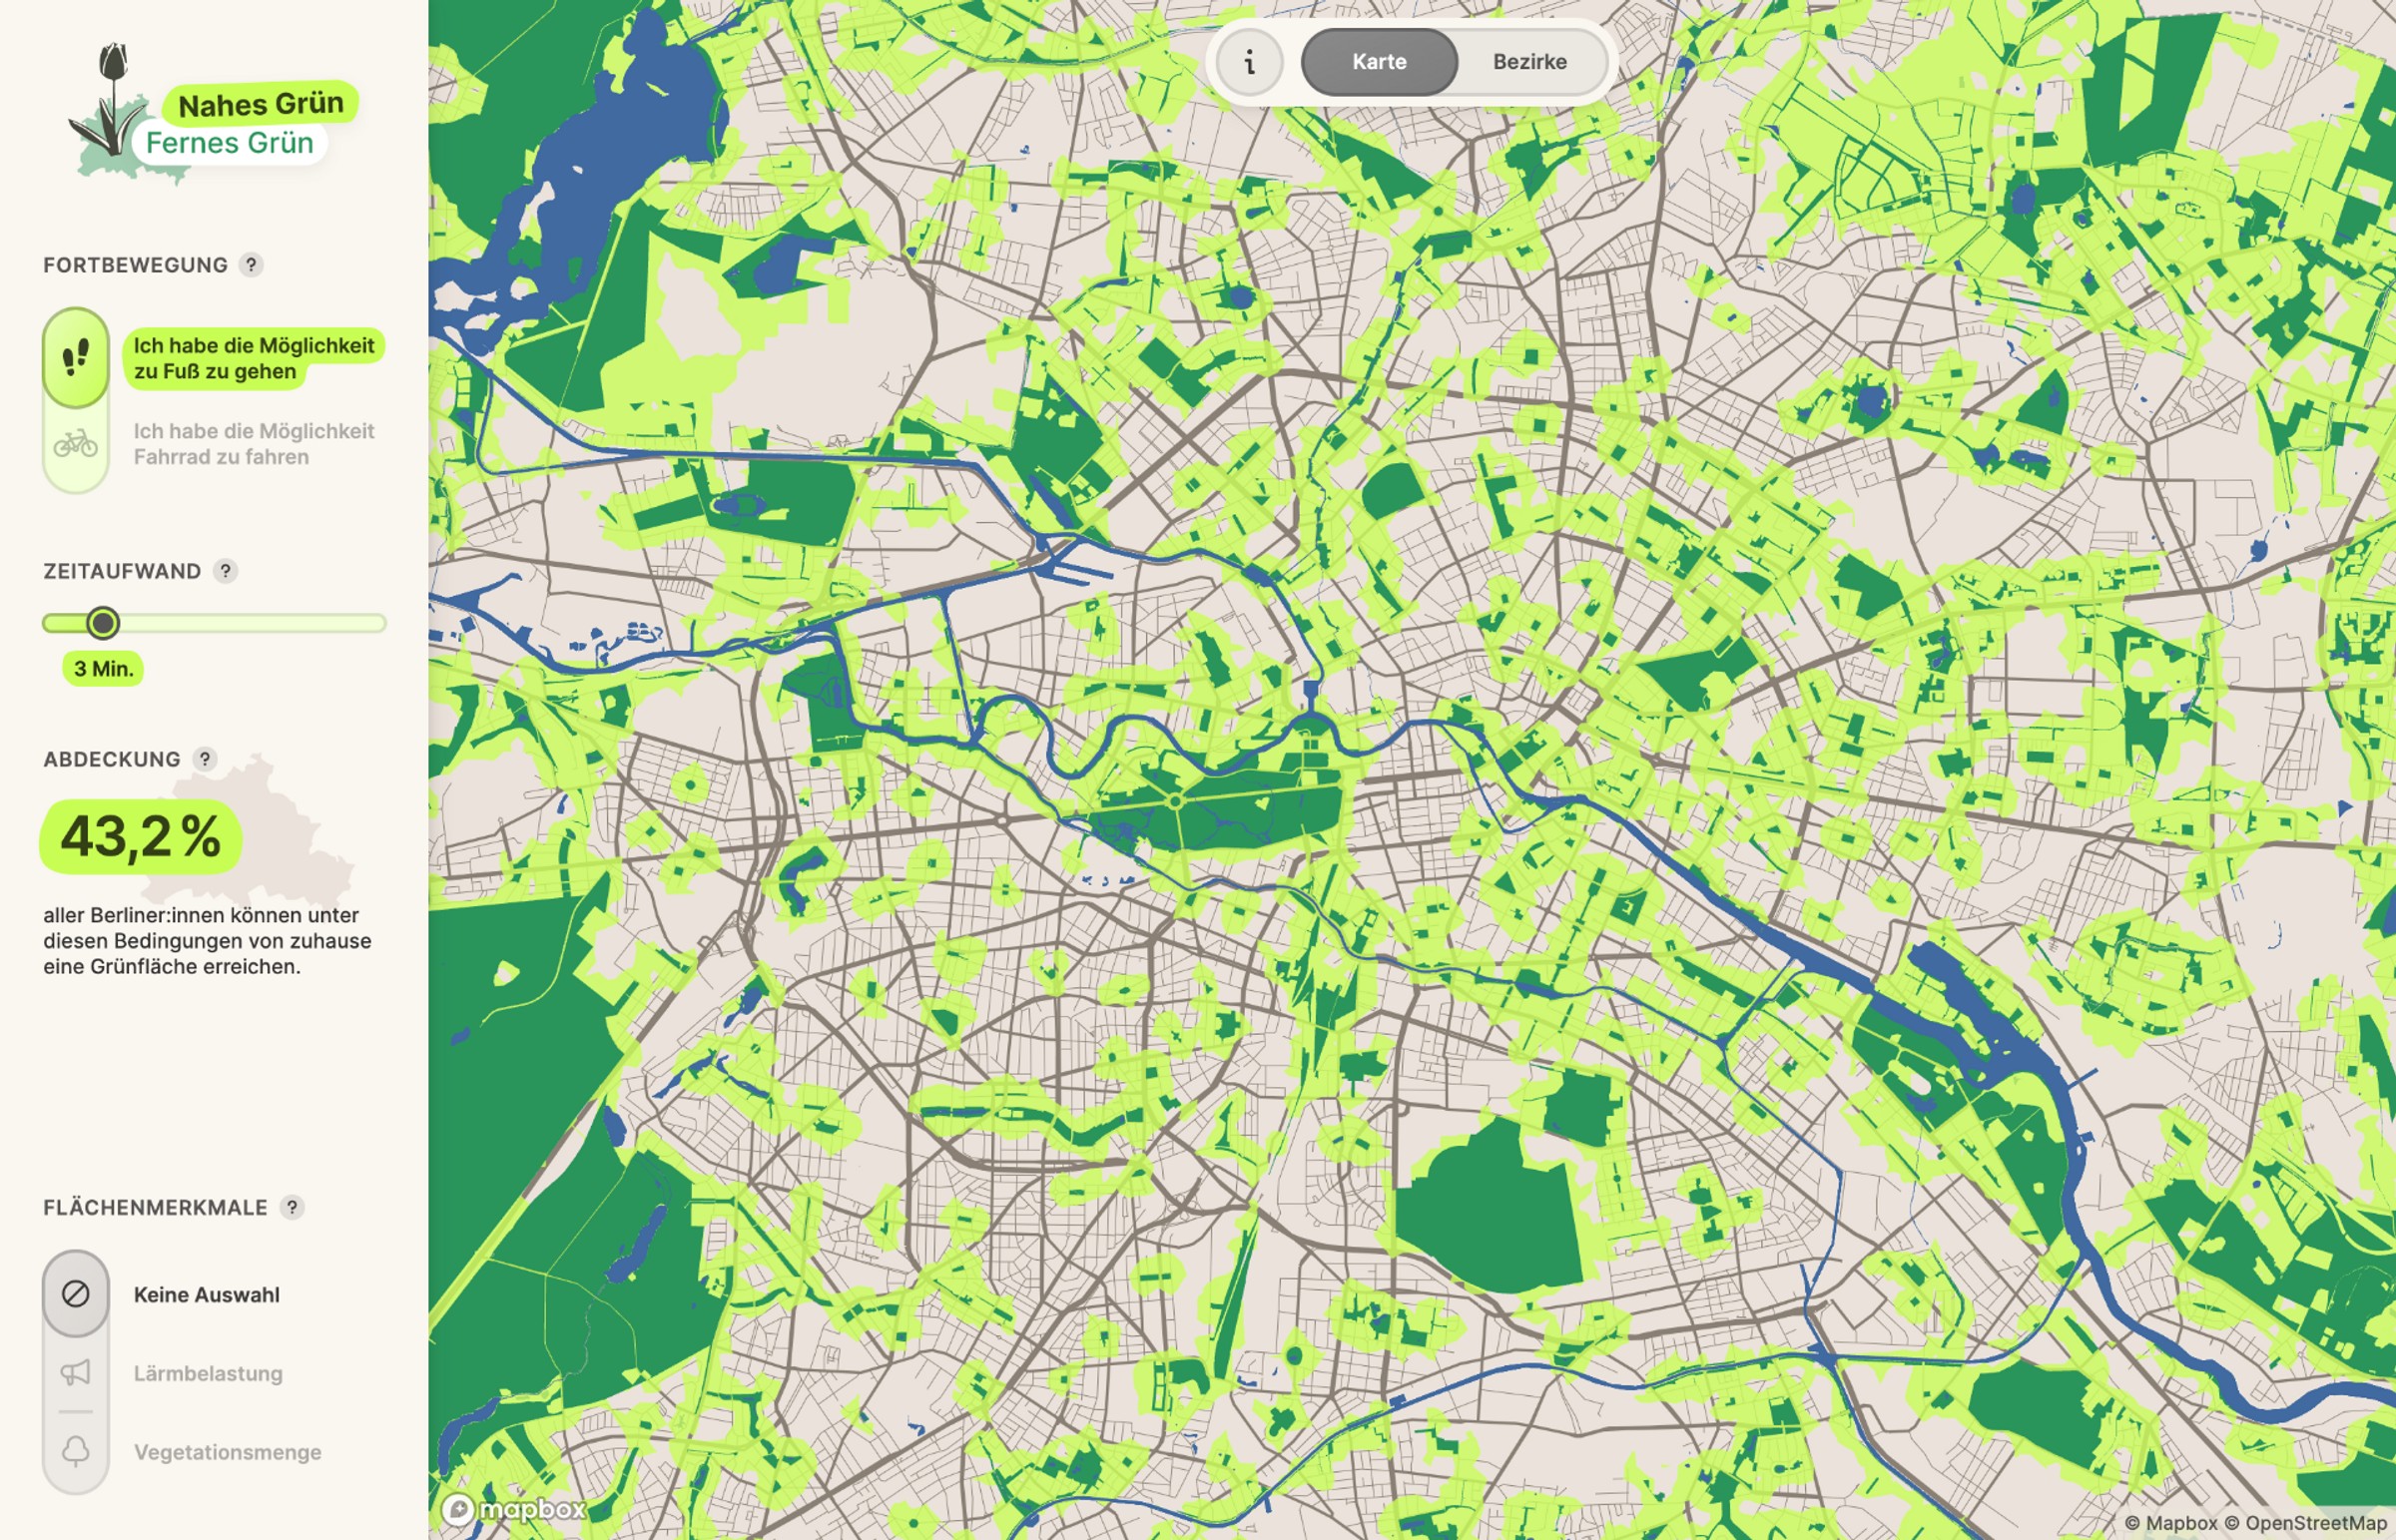 Nahes Grün
Fernes Grün
FORTBEWEGUNG ?
Ich habe die Möglichkeit
zu Fuß zu gehen
Ich habe die Möglichkeit
Fahrrad zu fahren
ZEITAUFWAND ?
3 Min.
ABDECKUNG ?
43,2 %
aller Berliner:innen können unter
diesen Bedingungen von zuhause
eine Grünfläche erreichen.
FLÄCHENMERKMALE ?
Keine Auswahl
Lärmbelastung
Vegetationsmenge
i Karte Bezirke
mapbox
© Mapbox © OpenStreetMap